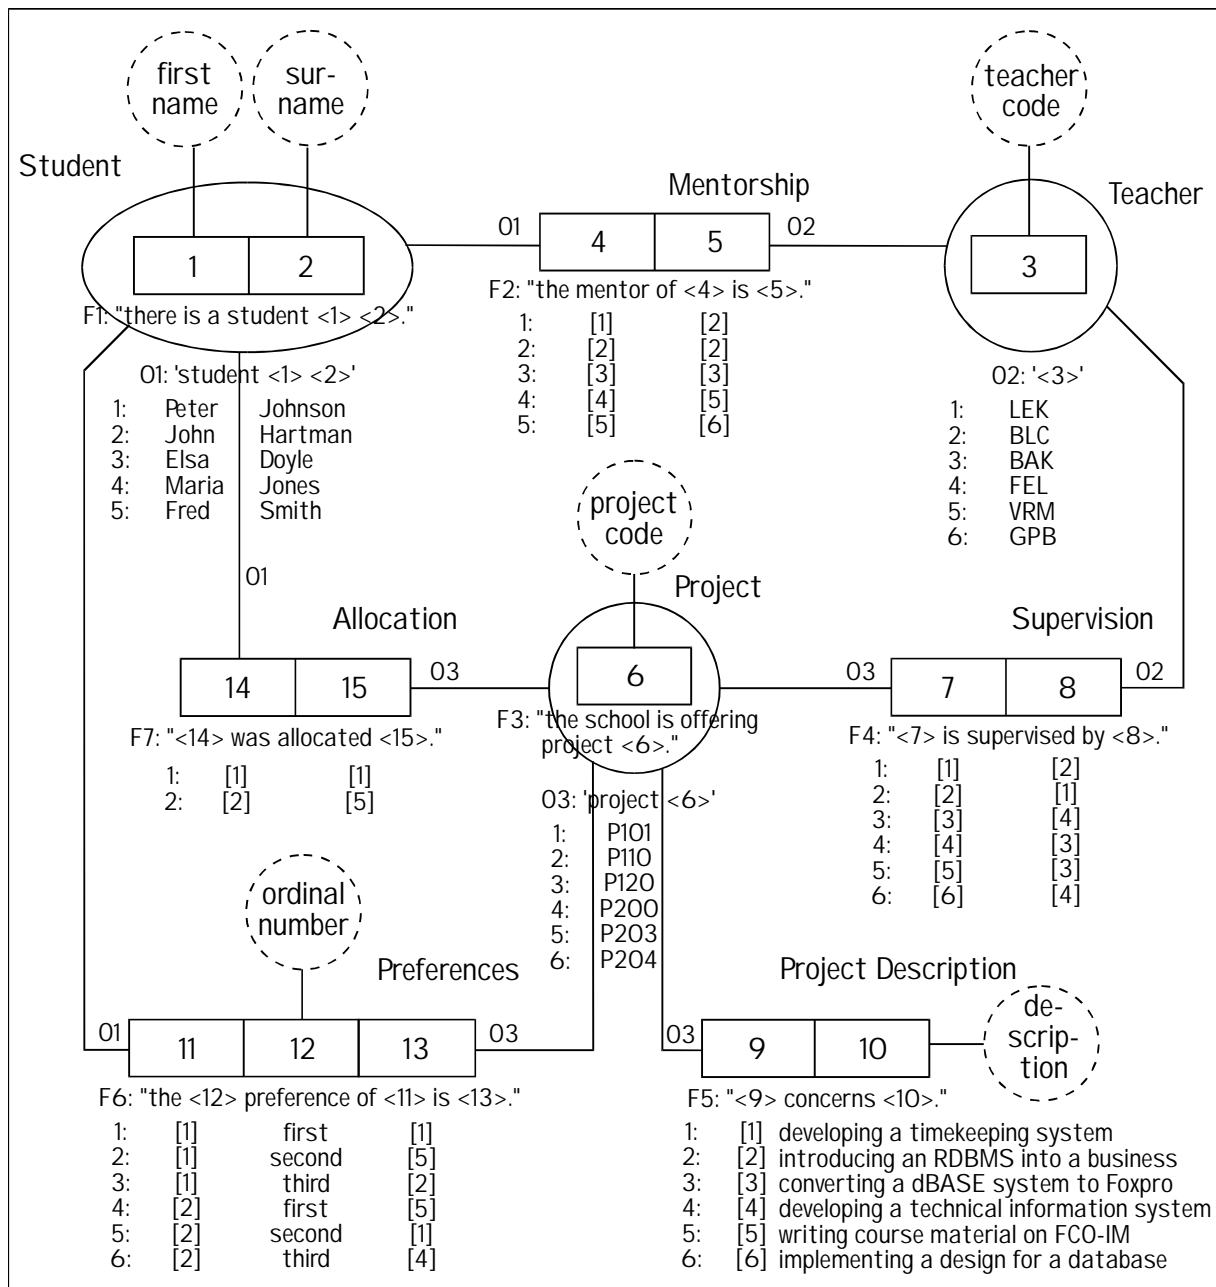 first
name
sur-
name
teacher
code
Student
Mentorship
Teacher
O1 4 5 O2
1 2
3
F1: "there is a student <1> <2>."
F2: "the mentor of <4> is <5>."
1: [1] [2]
2: [2] [2]
3: [3] [3]
4: [4] [5]
5: [5] [6]
O1: 'student <1> <2>'
1: Peter Johnson
2: John Hartman
3: Elsa Doyle
4: Maria Jones
5: Fred Smith
O2: '<3>'
1: LEK
2: BLC
3: BAK
4: FEL
5: VRM
6: GPB
project
code
O1
Project
Allocation
Supervision
14 15 O3
6
O3 7 8 O2
F7: "<14> was allocated <15>."
1: [1] [1]
2: [2] [5]
F3: "the school is offering
project <6>."
F4: "<7> is supervised by <8>."
1: [1] [2]
2: [2] [1]
3: [3] [4]
4: [4] [3]
5: [5] [3]
6: [6] [4]
O3: 'project <6>'
1: P101
2: P110
3: P120
4: P200
5: P203
6: P204
ordinal
number
Preferences
Project Description
de-
scrip-
tion
O1 11 12 13 O3
O3 9 10
F6: "the <12> preference of <11> is <13>."
1: [1] first [1]
2: [1] second [5]
3: [1] third [2]
4: [2] first [5]
5: [2] second [1]
6: [2] third [4]
F5: "<9> concerns <10>."
1: [1] developing a timekeeping system
2: [2] introducing an RDBMS into a business
3: [3] converting a dBASE system to Foxpro
4: [4] developing a technical information system
5: [5] writing course material on FCO-IM
6: [6] implementing a design for a database